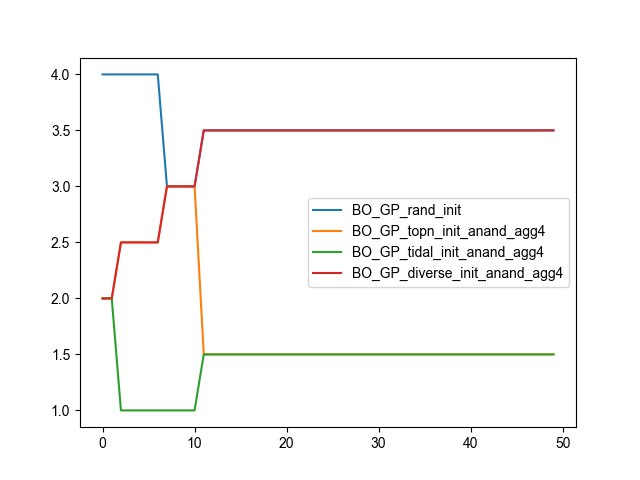 4.0
3.5
3.0
2.5
2.0
1.5
1.0
BO_GP_rand_init
BO_GP_topn_init_anand_agg4
BO_GP_tidal_init_anand_agg4
BO_GP_diverse_init_anand_agg4
0 10 20 30 40 50